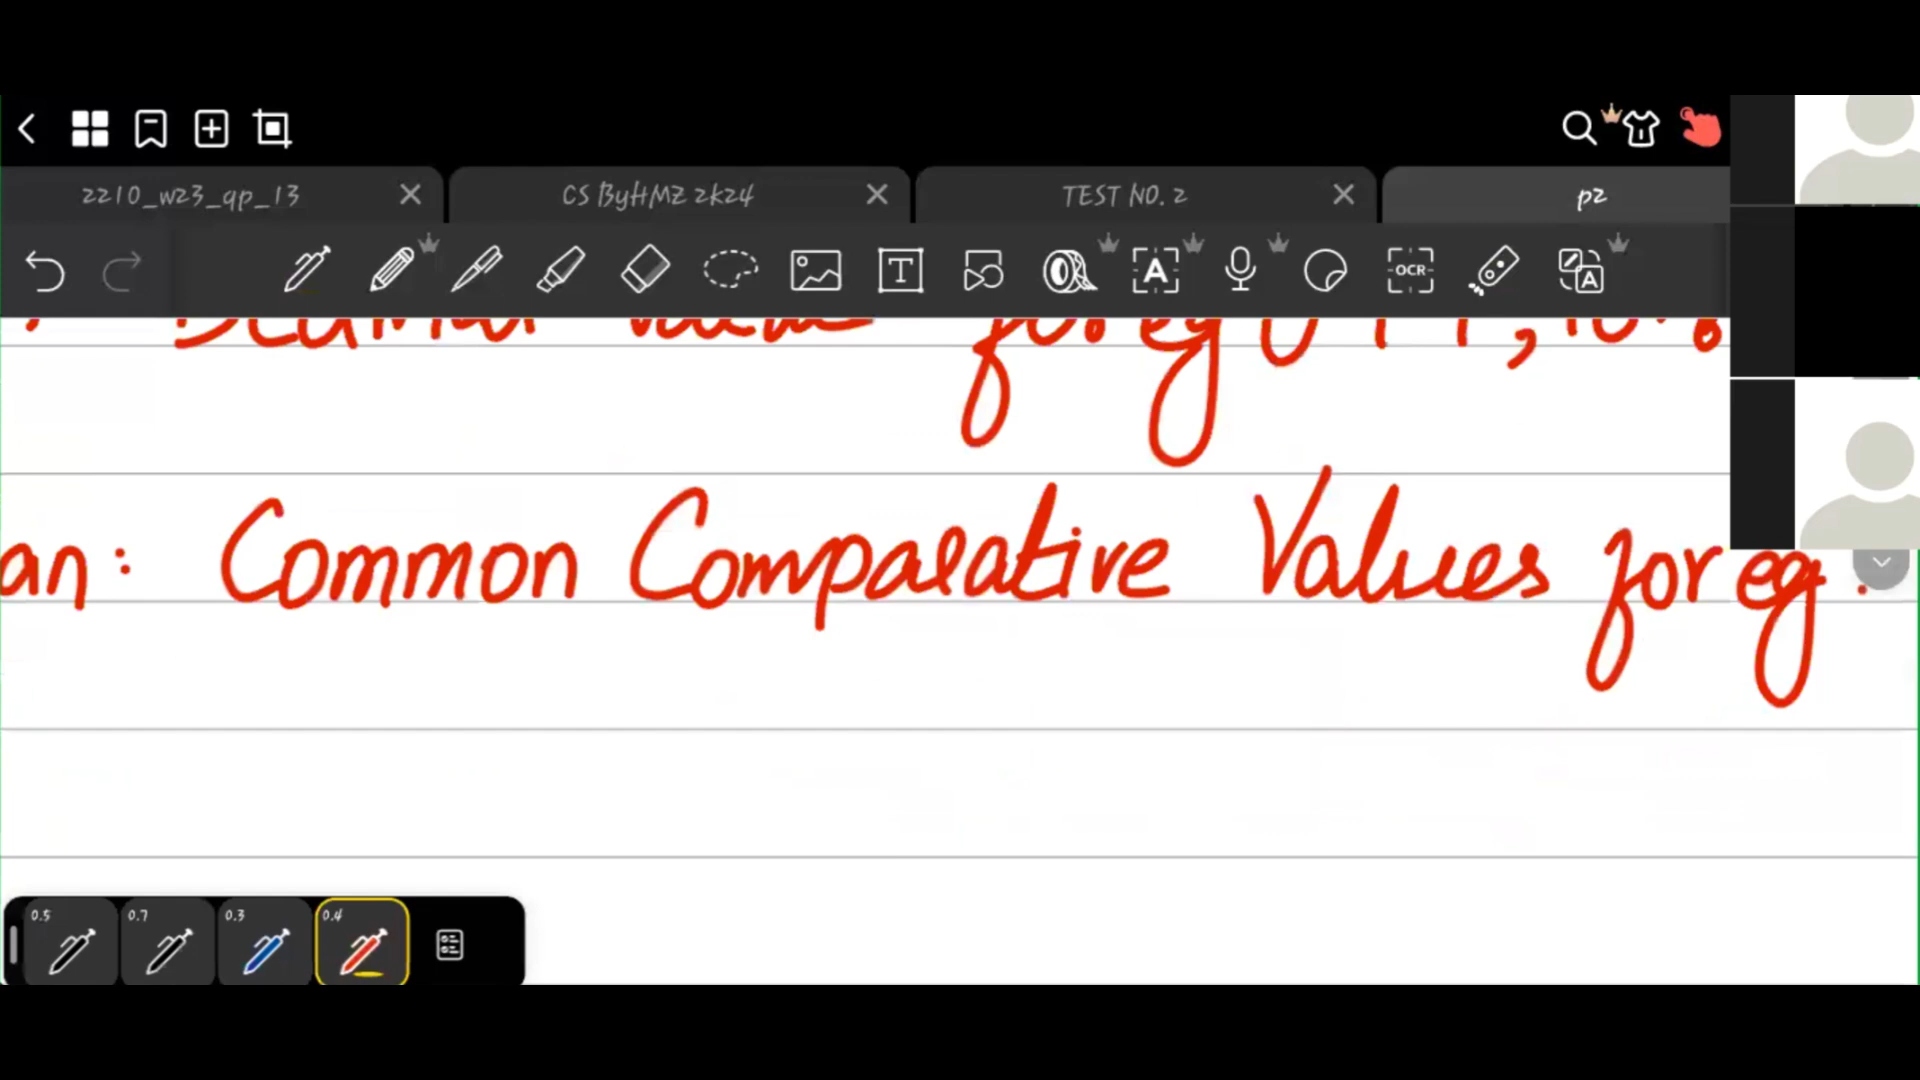 2210_w23_qp_13
CS ByHMZ 2k24
TEST NO. 2
p2
T
A
OCR
A
value for eg
an: Common Comparative Values for eg.
0.5
0.7
0.3
0.4